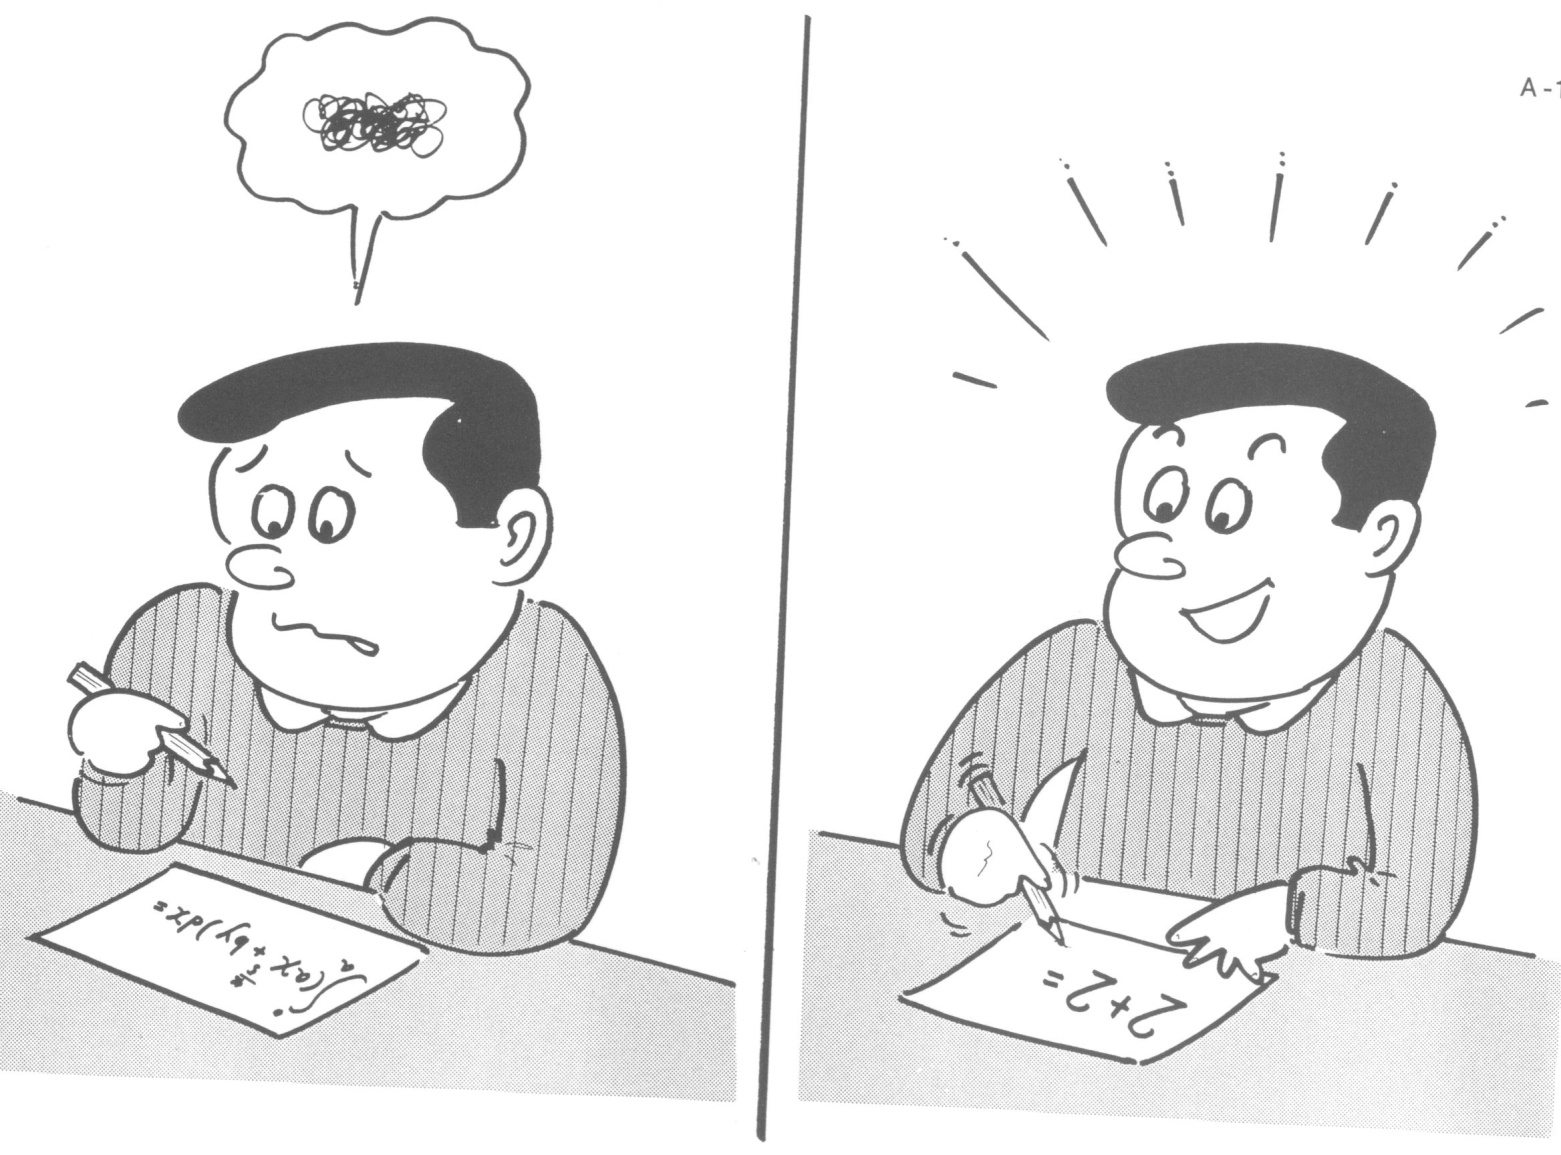 A-1
∫(ax + by)dx =
2+2=